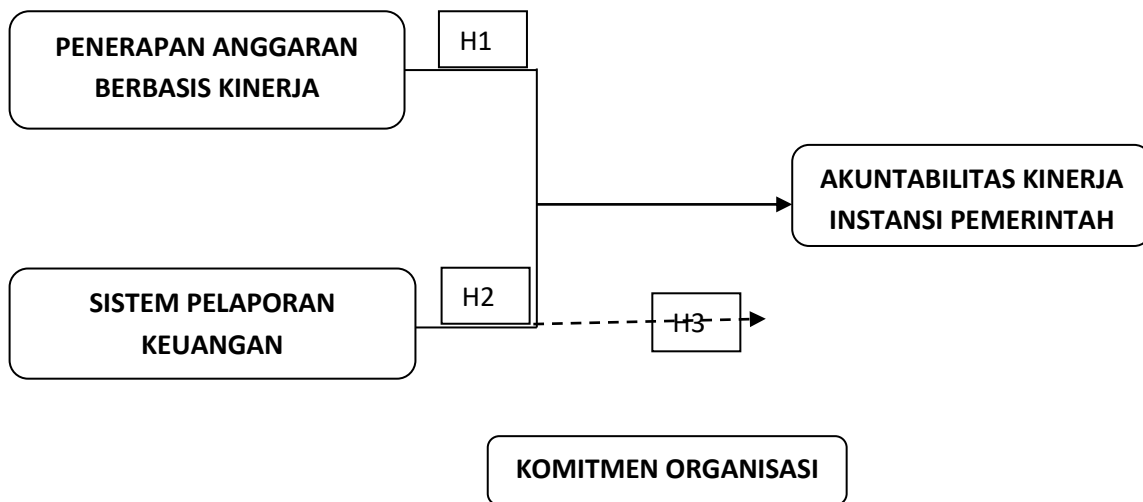 PENERAPAN ANGGARAN
BERBASIS KINERJA
H1
AKUNTABILITAS KINERJA
INSTANSI PEMERINTAH
SISTEM PELAPORAN
KEUANGAN
H2
H3
KOMITMEN ORGANISASI